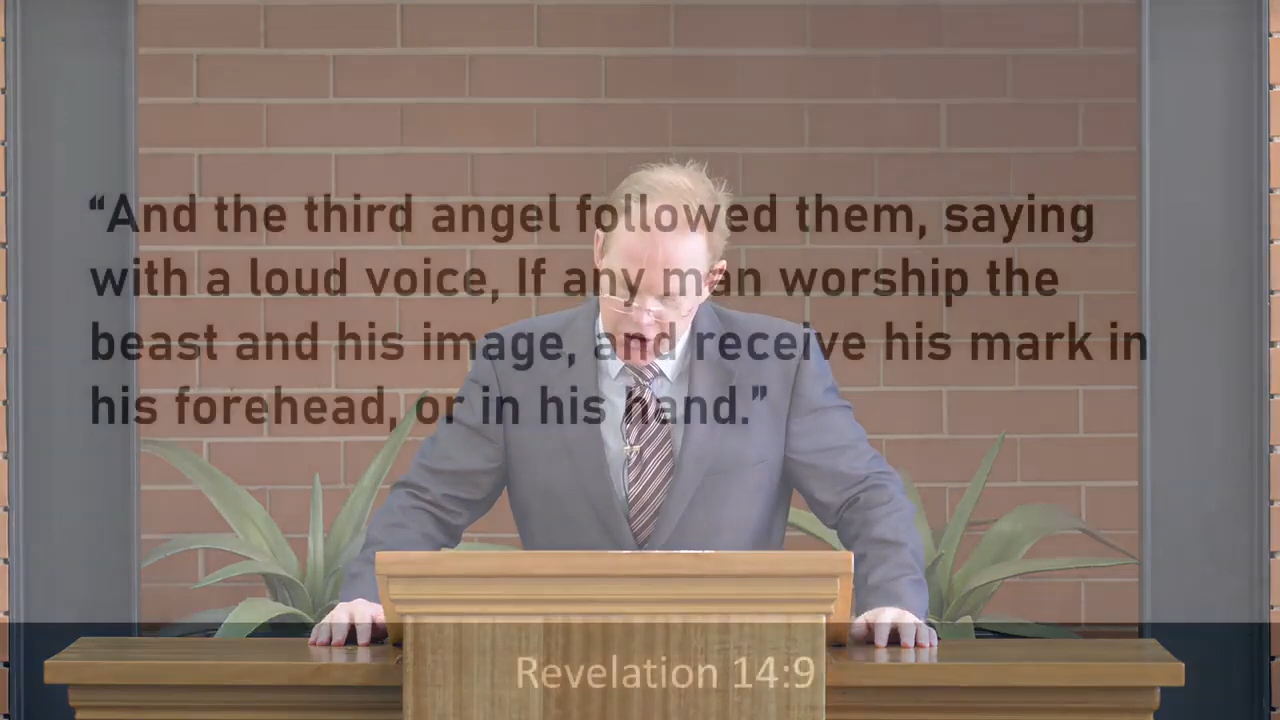 “And the third angel followed them, saying
with a loud voice, If any man worship the
beast and his image, and receive his mark in
his forehead, or in his hand.”
Revelation 14:9